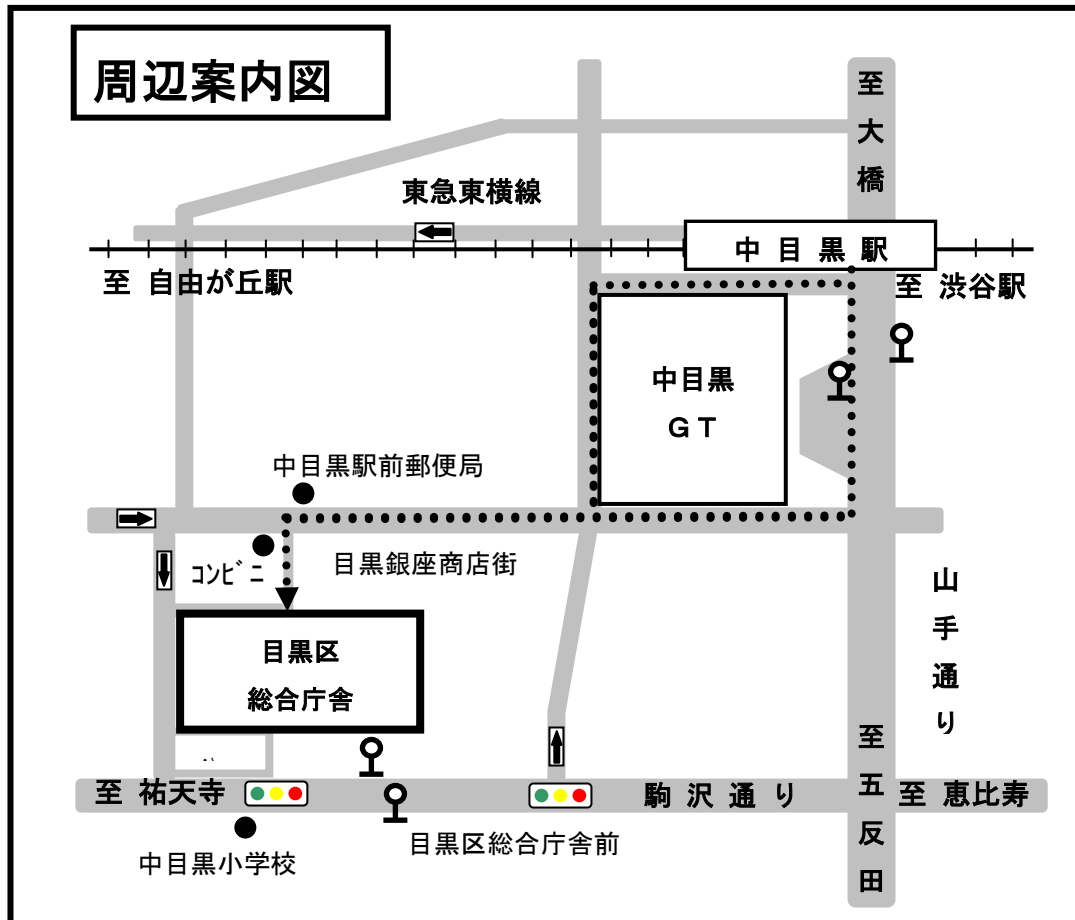 周辺案内図
至大橋
東急東横線
中目黒駅
至 自由が丘駅
至 渋谷駅
中目黒
ＧＴ
中目黒駅前郵便局
コンビニ
目黒銀座商店街
山手通り
目黒区
総合庁舎
至五反田
至 祐天寺
駒沢通り
至 恵比寿
目黒区総合庁舎前
中目黒小学校